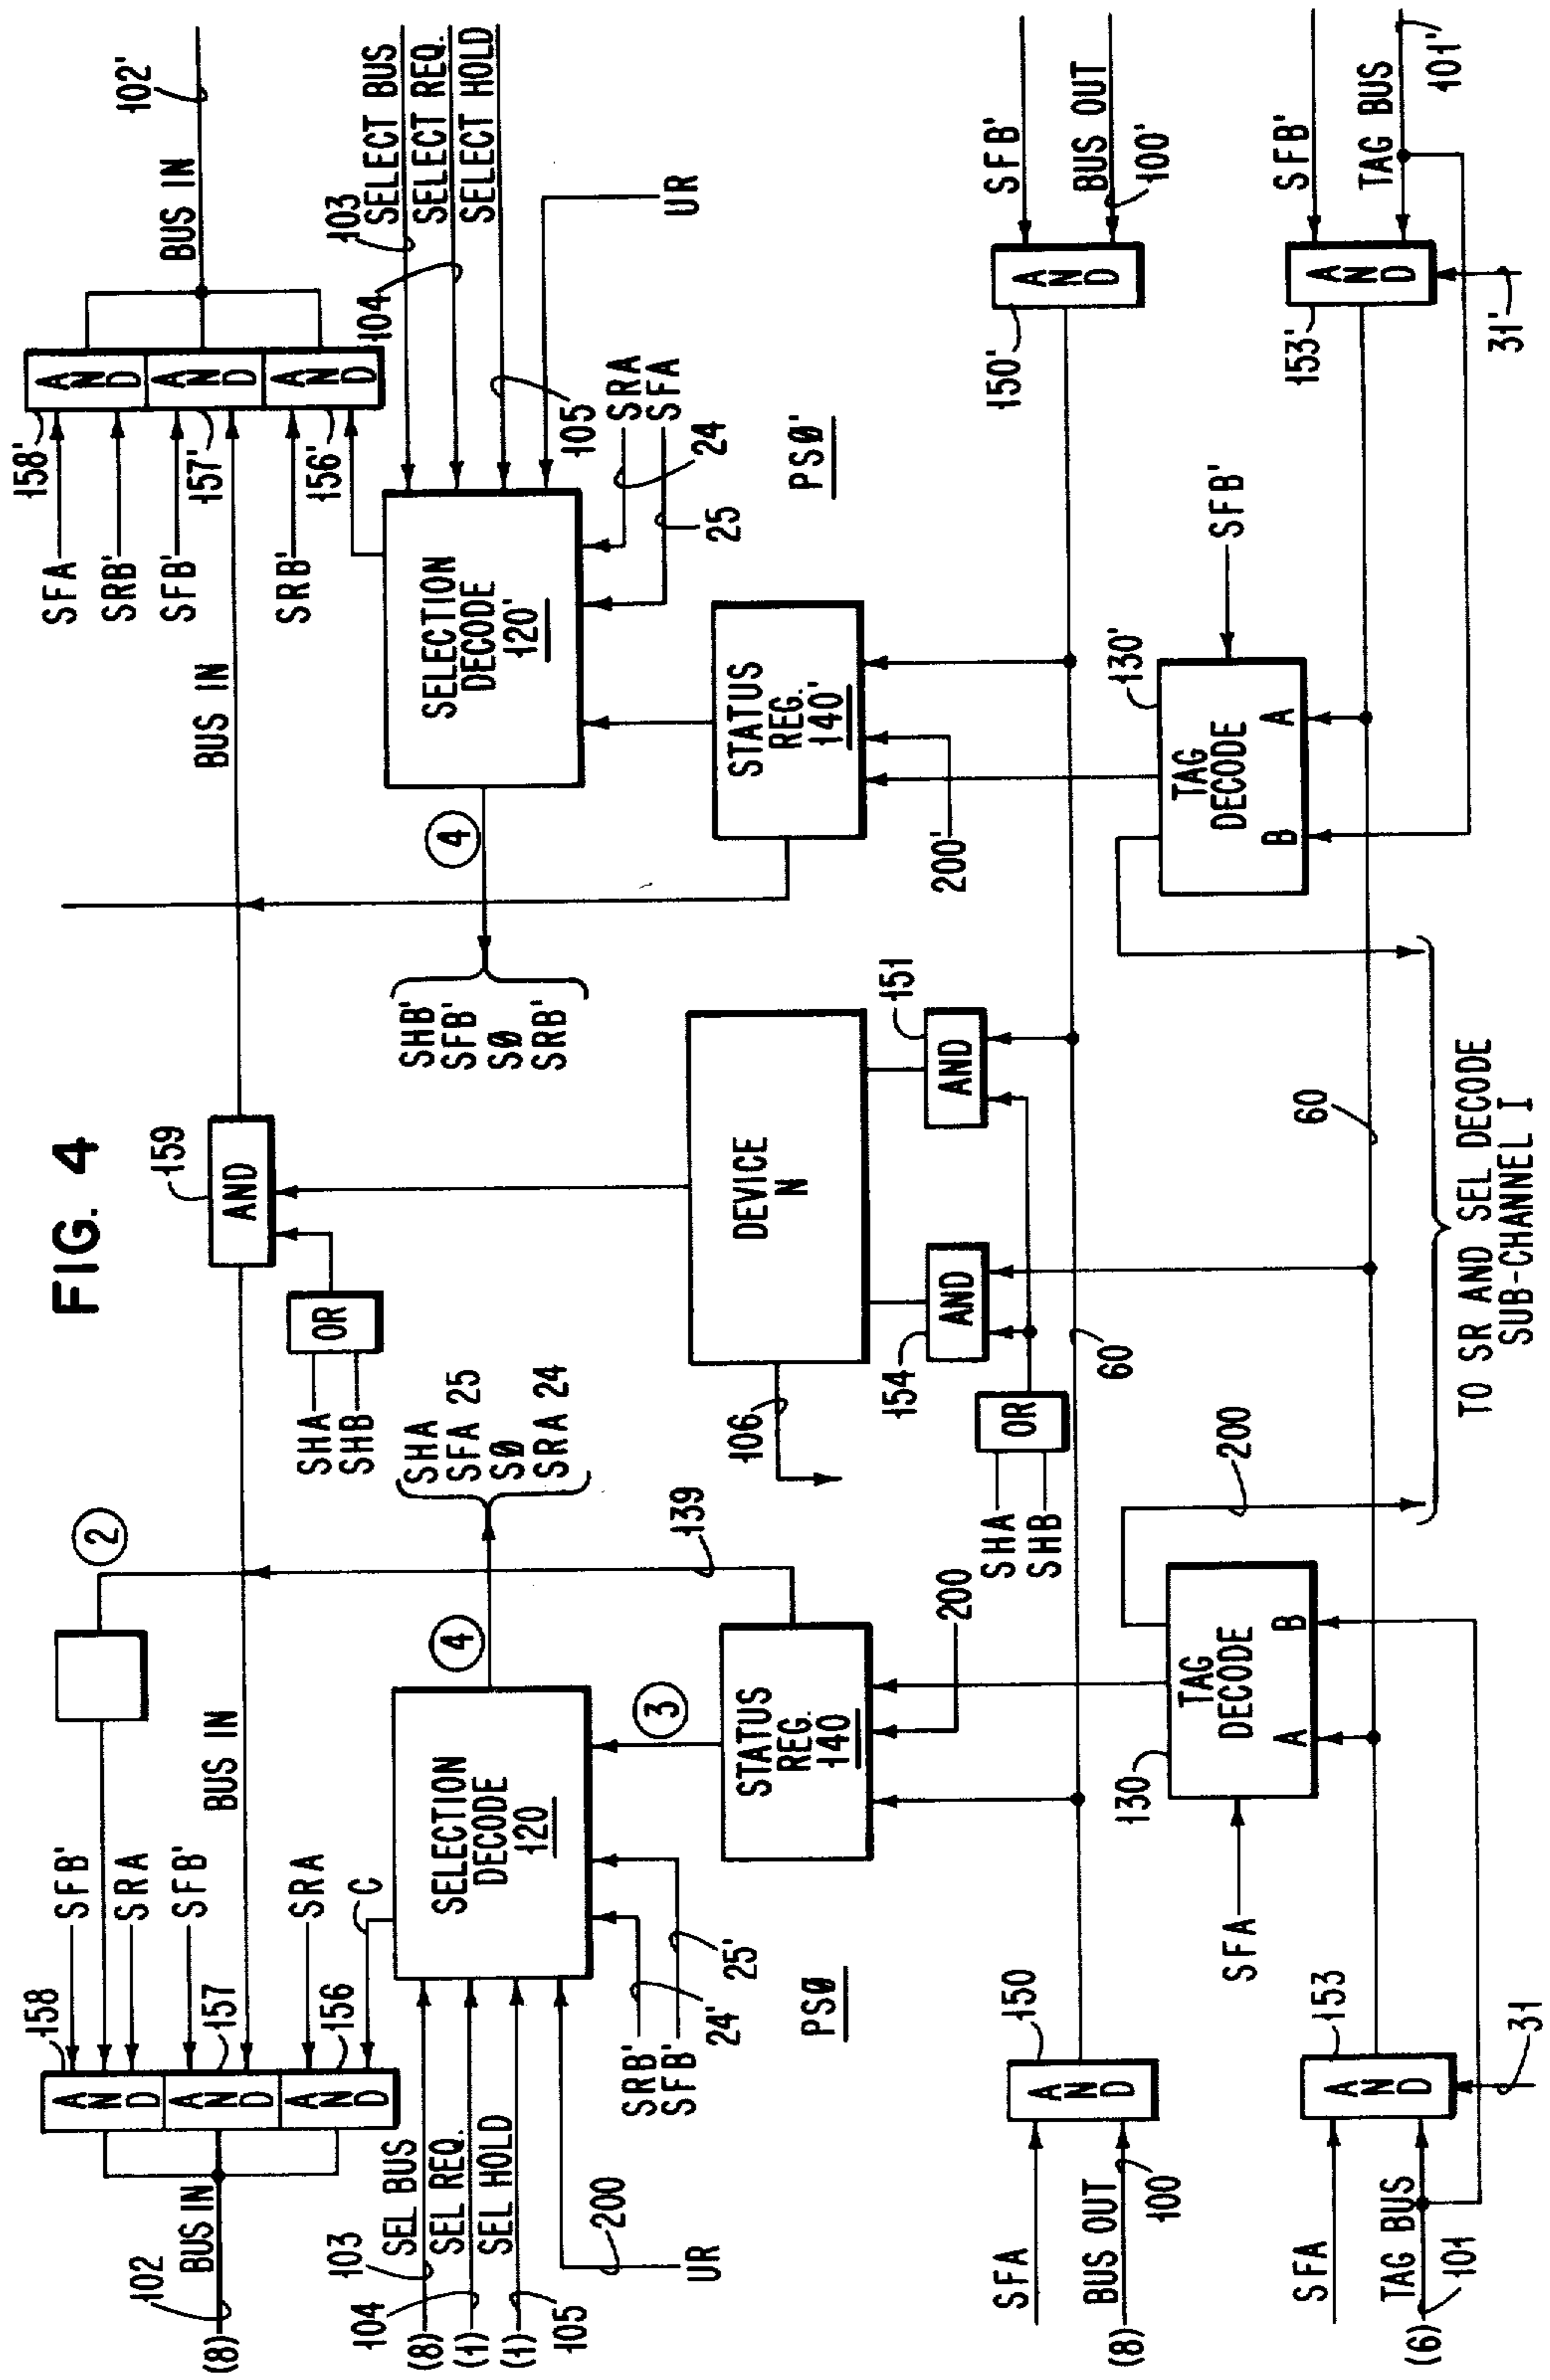 FIG. 4
102
BUS IN
(8)
158
SFB'
SRA
157
SFB'
156
SRA
C
AND
AND
AND
BUS IN
2
SHA
SHB
OR
159
AND
BUS IN
158'
SFA
SRB'
157'
SFB'
156'
SRB'
AND
AND
AND
BUS IN
102'
103
SEL BUS
(8)
104
SEL REQ.
(1)
105
SEL HOLD
(1)
200
UR
SELECTION
DECODE
120
4
SHA
SFA 25
SØ
SRA 24
SRB'
SFB'
24'
25'
PSØ
3
STATUS
REG.
140
139
200
106
DEVICE
N
154
AND
151
AND
SHA
SHB
OR
60
SHB'
SFB'
SØ
SRB'
4
SELECTION
DECODE
120'
103
SELECT BUS
104
SELECT REQ.
105
SELECT HOLD
UR
SRA
SFA
24
25
PSØ'
STATUS
REG.
140'
200'
SFA
BUS OUT
(8)
100
150
AND
150'
AND
SFB'
BUS OUT
100'
SFA
130
TAG
DECODE
A
B
200
130'
TAG
DECODE
B
A
SFB'
SFA
TAG BUS
(6)
101
153
AND
31
60
153'
AND
31'
SFB'
TAG BUS
101'
TO SR AND SEL DECODE
SUB-CHANNEL I